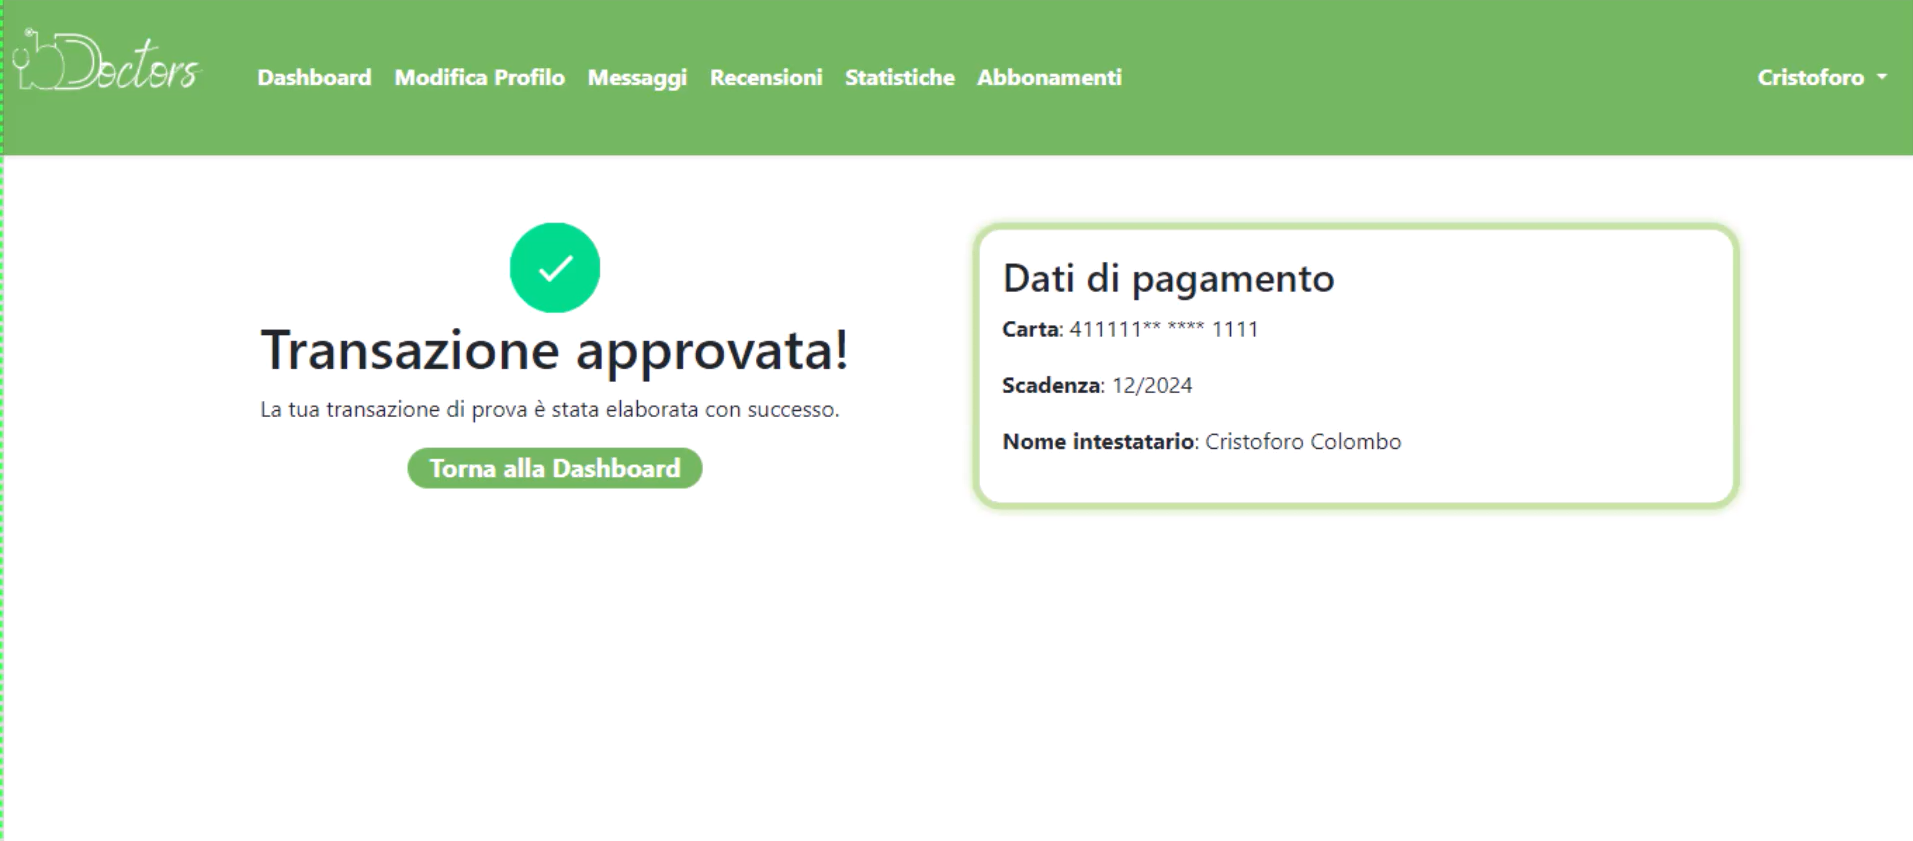 bDoctors
Dashboard Modifica Profilo Messaggi Recensioni Statistiche Abbonamenti Cristoforo
Transazione approvata!
La tua transazione di prova è stata elaborata con successo.
Torna alla Dashboard
Dati di pagamento
Carta: 411111** **** 1111
Scadenza: 12/2024
Nome intestatario: Cristoforo Colombo